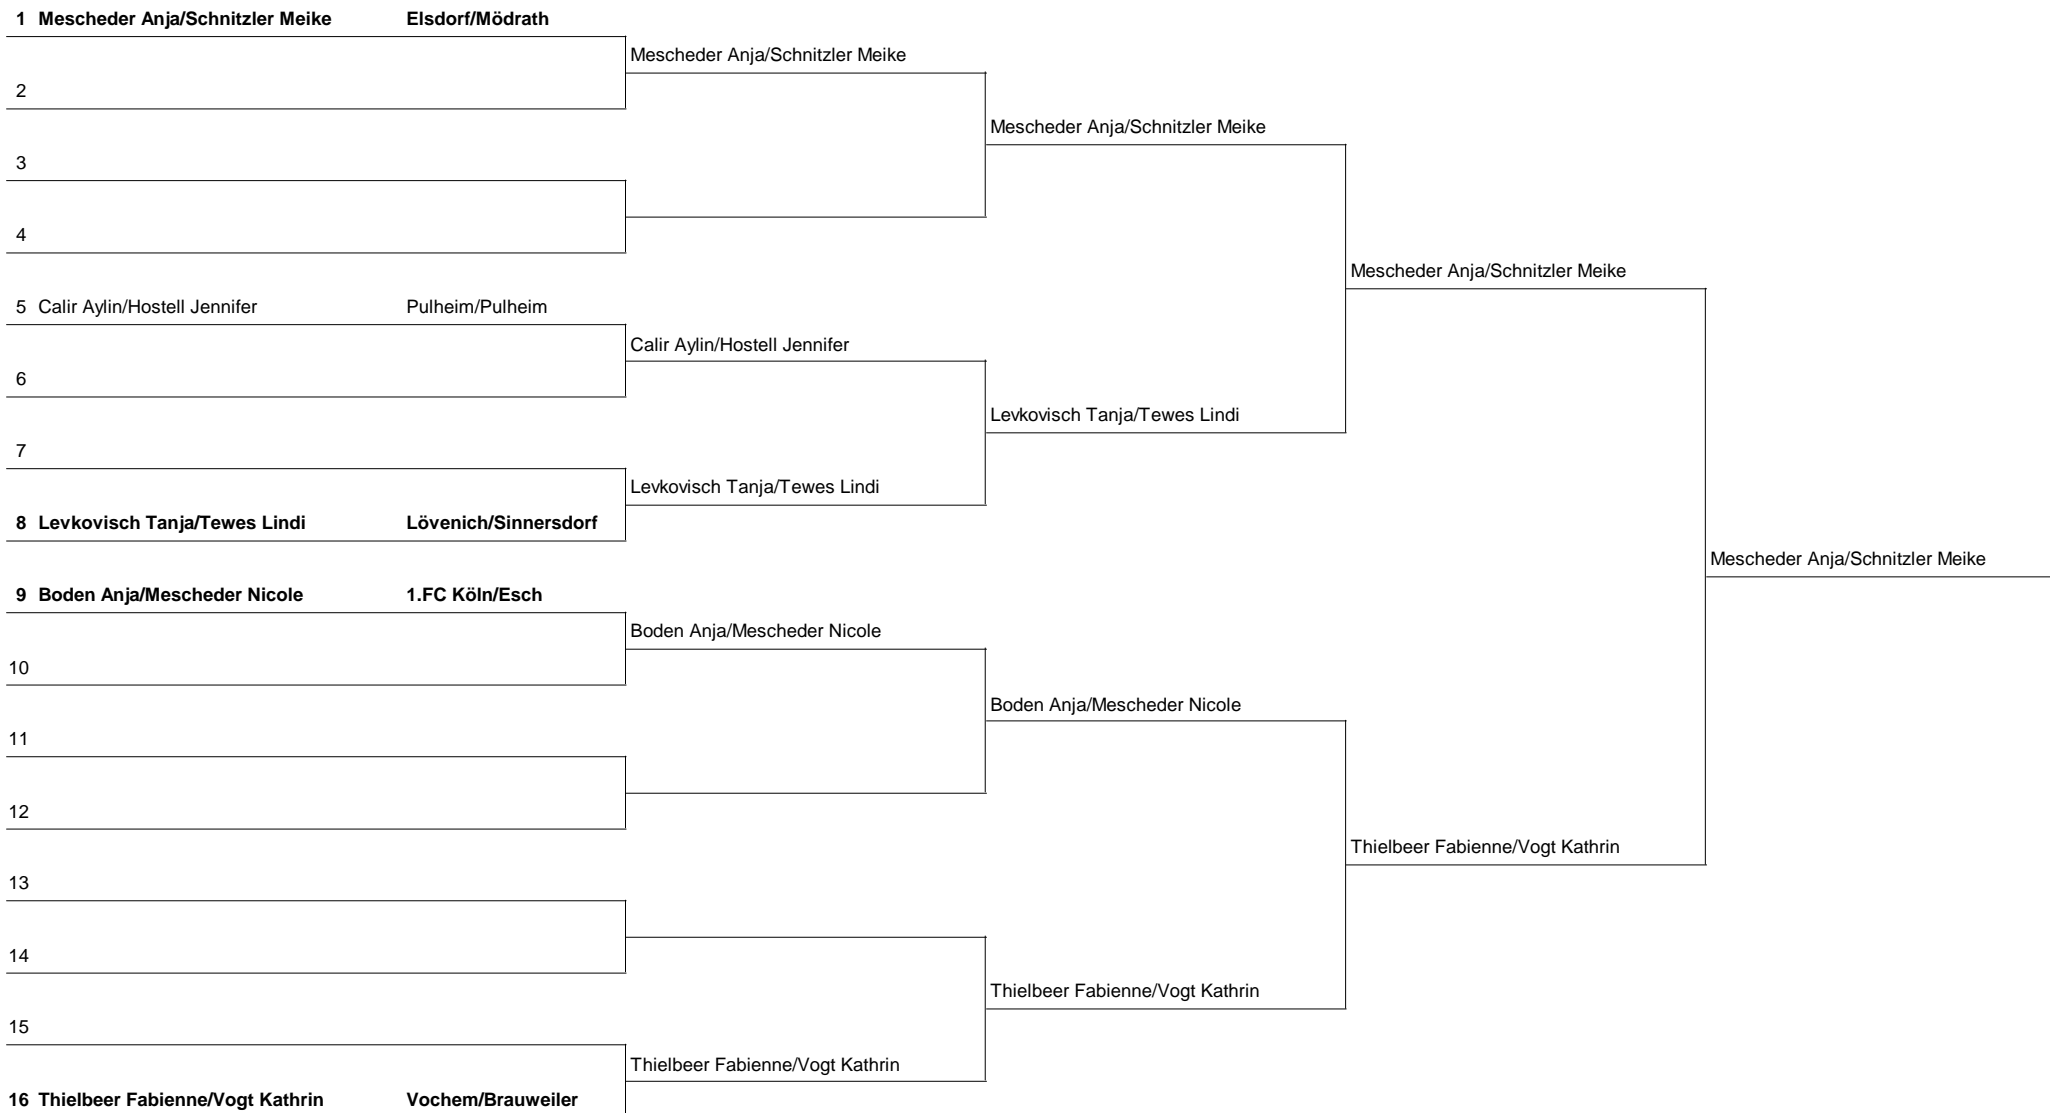 1 Mescheder Anja/Schnitzler Meike Elsdorf/Mödrath
Mescheder Anja/Schnitzler Meike
2
Mescheder Anja/Schnitzler Meike
3
4
Mescheder Anja/Schnitzler Meike
5 Calir Aylin/Hostell Jennifer Pulheim/Pulheim
Calir Aylin/Hostell Jennifer
6
Levkovisch Tanja/Tewes Lindi
7
Levkovisch Tanja/Tewes Lindi
8 Levkovisch Tanja/Tewes Lindi Lövenich/Sinnersdorf
Mescheder Anja/Schnitzler Meike
9 Boden Anja/Mescheder Nicole 1.FC Köln/Esch
Boden Anja/Mescheder Nicole
10
Boden Anja/Mescheder Nicole
11
12
Thielbeer Fabienne/Vogt Kathrin
13
14
Thielbeer Fabienne/Vogt Kathrin
15
Thielbeer Fabienne/Vogt Kathrin
16 Thielbeer Fabienne/Vogt Kathrin Vochem/Brauweiler